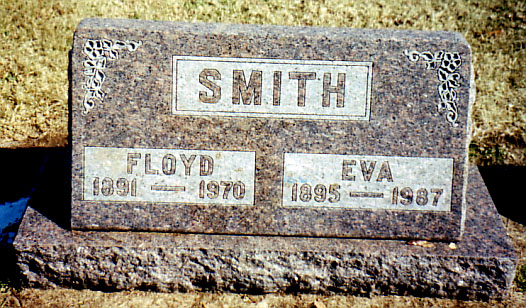 SMITH
FLOYD
1891 — 1970
EVA
1895 — 1987